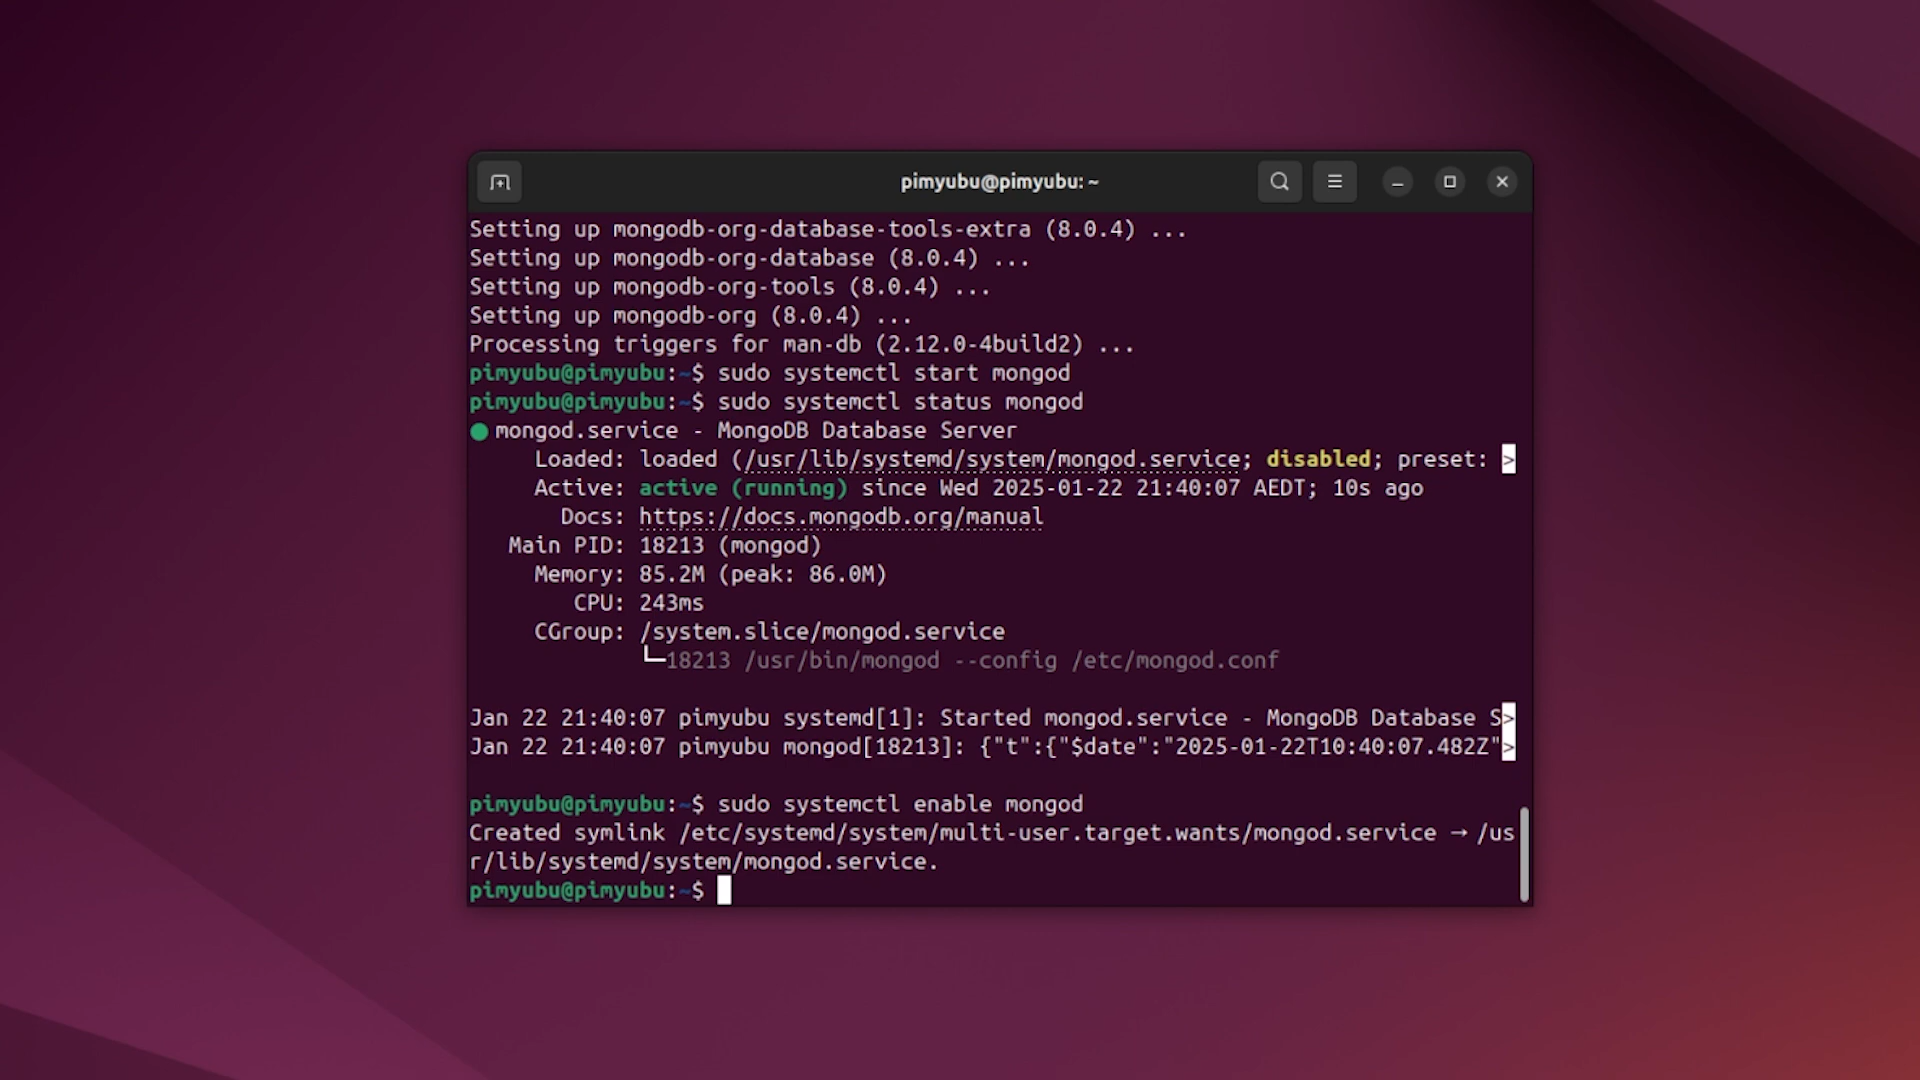 pimyubu@pimyubu: ~
Setting up mongodb-org-database-tools-extra (8.0.4) ...
Setting up mongodb-org-database (8.0.4) ...
Setting up mongodb-org-tools (8.0.4) ...
Setting up mongodb-org (8.0.4) ...
Processing triggers for man-db (2.12.0-4build2) ...
pimyubu@pimyubu:~$ sudo systemctl start mongod
pimyubu@pimyubu:~$ sudo systemctl status mongod
● mongod.service - MongoDB Database Server
Loaded: loaded (/usr/lib/systemd/system/mongod.service; disabled; preset: >
Active: active (running) since Wed 2025-01-22 21:40:07 AEDT; 10s ago
Docs: https://docs.mongodb.org/manual
Main PID: 18213 (mongod)
Memory: 85.2M (peak: 86.0M)
CPU: 243ms
CGroup: /system.slice/mongod.service
└─18213 /usr/bin/mongod --config /etc/mongod.conf
Jan 22 21:40:07 pimyubu systemd[1]: Started mongod.service - MongoDB Database S>
Jan 22 21:40:07 pimyubu mongod[18213]: {"t":{"$date":"2025-01-22T10:40:07.482Z">
pimyubu@pimyubu:~$ sudo systemctl enable mongod
Created symlink /etc/systemd/system/multi-user.target.wants/mongod.service → /us
r/lib/systemd/system/mongod.service.
pimyubu@pimyubu:~$